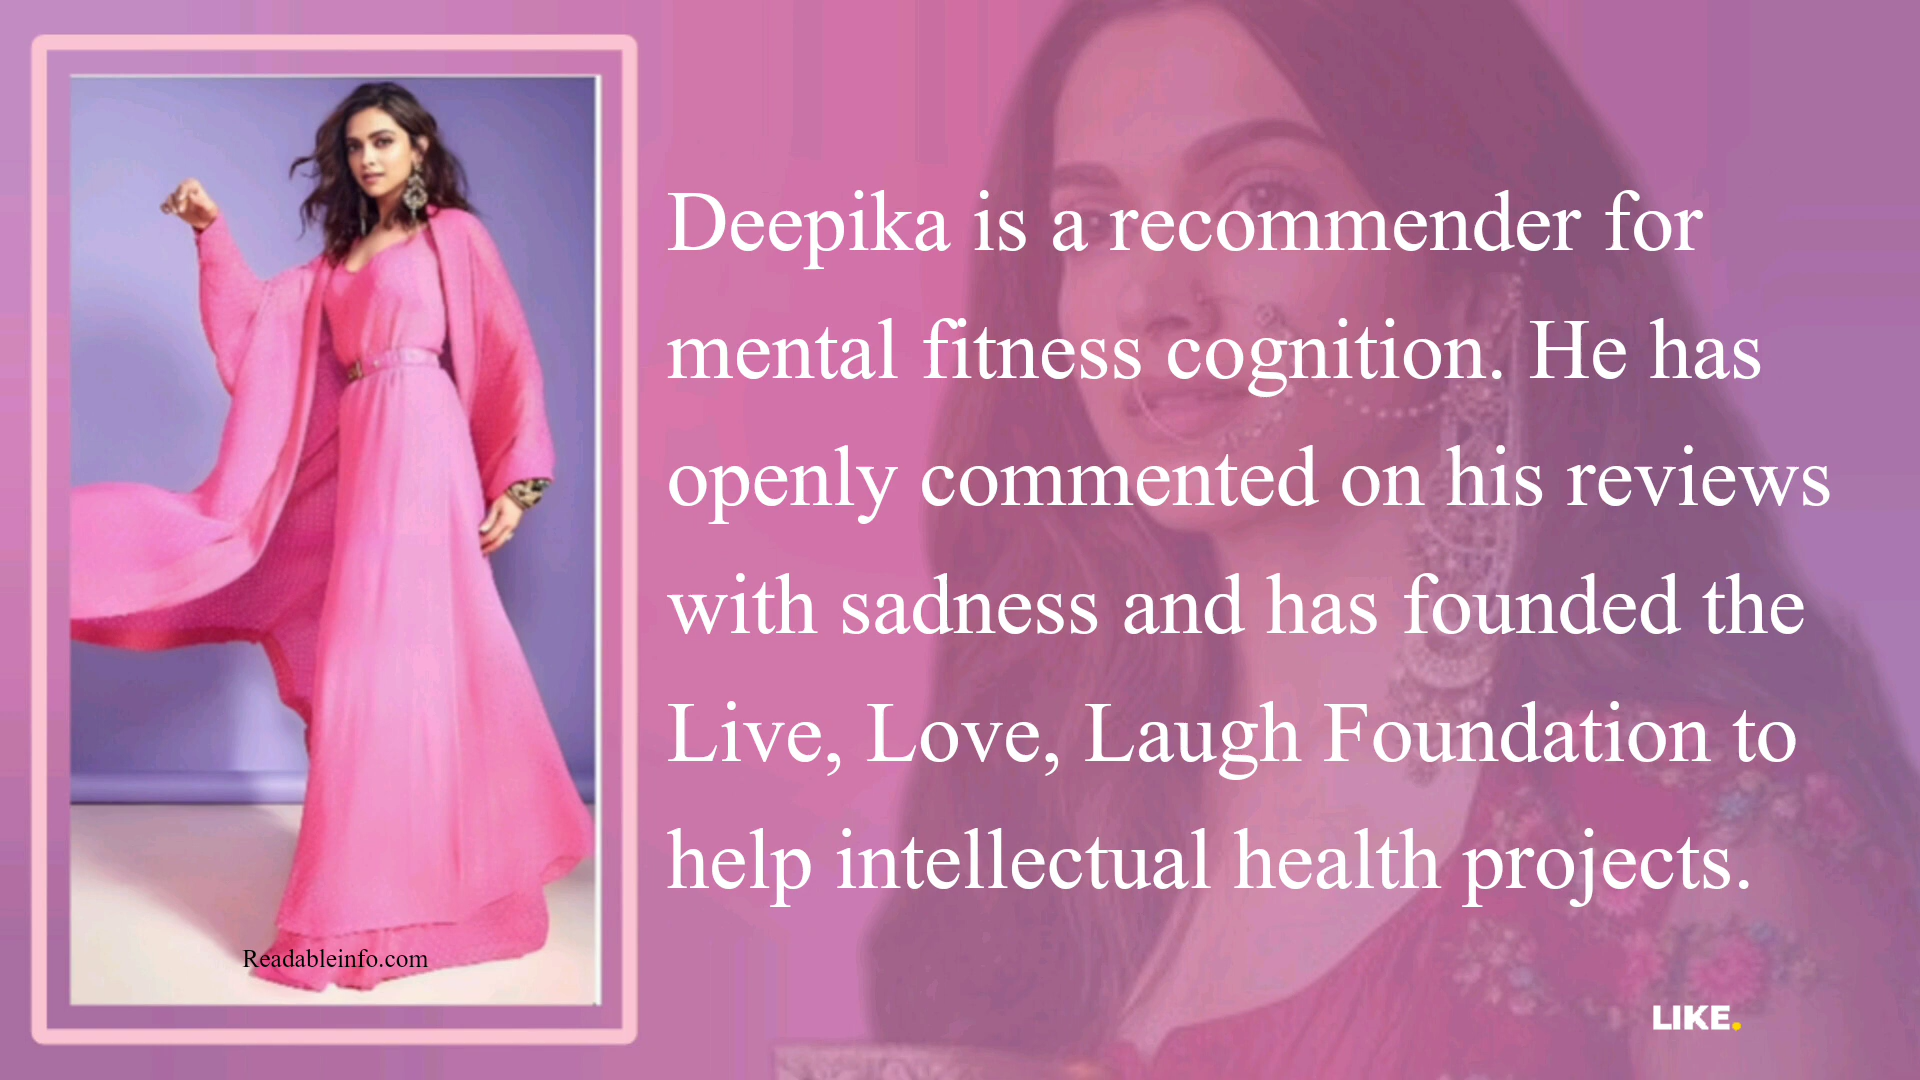 Deepika is a recommender for
mental fitness cognition. He has
openly commented on his reviews
with sadness and has founded the
Live, Love, Laugh Foundation to
help intellectual health projects.
Readableinfo.com
LIKE.